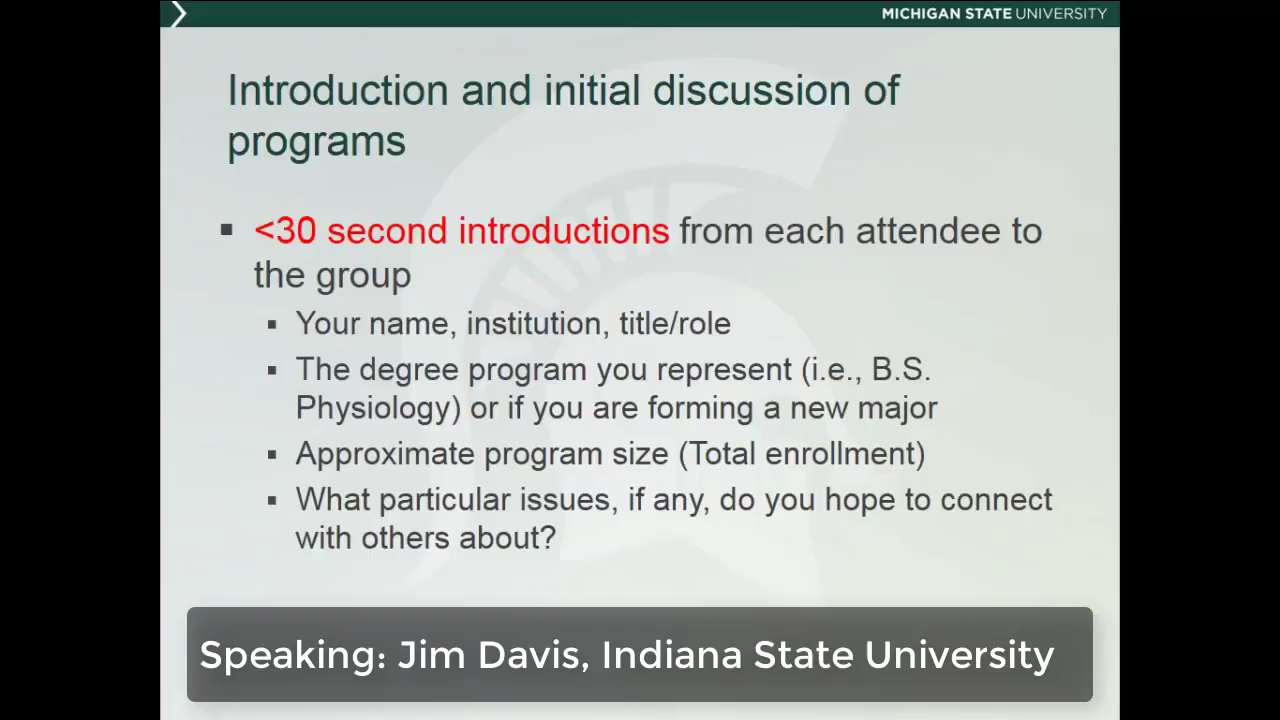 MICHIGAN STATE UNIVERSITY
Introduction and initial discussion of
programs
<30 second introductions from each attendee to
the group
Your name, institution, title/role
The degree program you represent (i.e., B.S.
Physiology) or if you are forming a new major
Approximate program size (Total enrollment)
What particular issues, if any, do you hope to connect
with others about?
Speaking: Jim Davis, Indiana State University